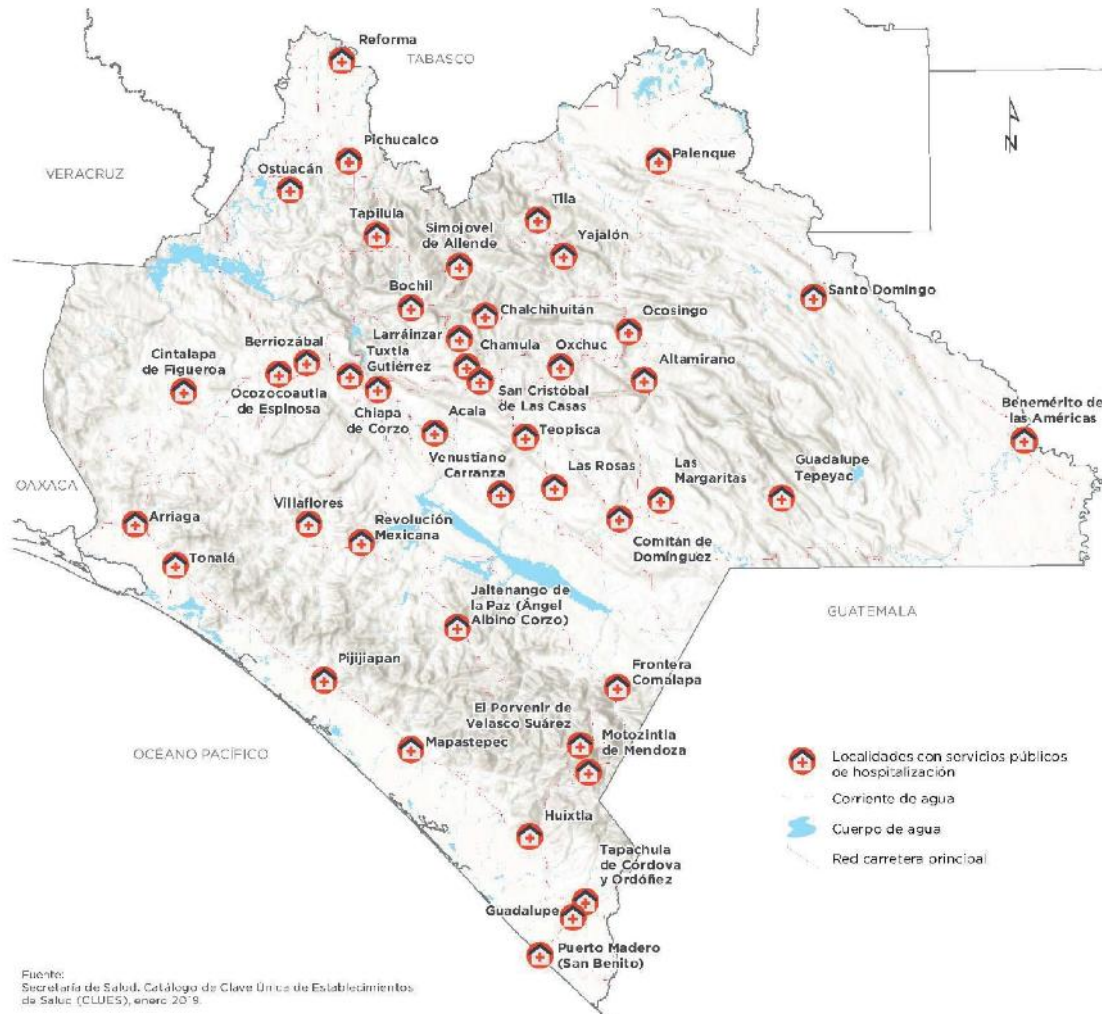 Reforma
TABASCO
Pichucalco
Palenque
VERACRUZ
Ostuacán
Tila
Tapilula
Simojovel
de Allende
Yajalón
Santo Domingo
Bochil
Chalchihuitán
Ocosingo
Larráinzar
Berriozábal
Tuxtla
Gutiérrez
Chamula
Oxchuc
Altamirano
Cintalapa
de Figueroa
Ocozocoautla
de Espinosa
Chiapa
de Corzo
Acala
San Cristóbal
de Las Casas
Benemérito de
las Américas
Teopisca
Venustiano
Carranza
Las Rosas
Las
Margaritas
Guadalupe
Tepeyac
OAXACA
Arriaga
Villaflores
Revolución
Mexicana
Comitán de
Domínguez
Tonalá
Jaltenango de
la Paz (Ángel
Albino Corzo)
GUATEMALA
Pijijiapan
Frontera
Comalapa
El Porvenir de
Velasco Suárez
Motozintla
de Mendoza
OCÉANO PACÍFICO
Mapastepec
Huixtla
Tapachula
de Córdova
y Ordóñez
Guadalupe
Puerto Madero
(San Benito)
N
Localidades con servicios públicos
de hospitalización
Corriente de agua
Cuerpo de agua
Red carretera principal
Fuente:
Secretaría de Salud. Catálogo de Clave Única de Establecimientos
de Salud (CLUES), enero 2019.